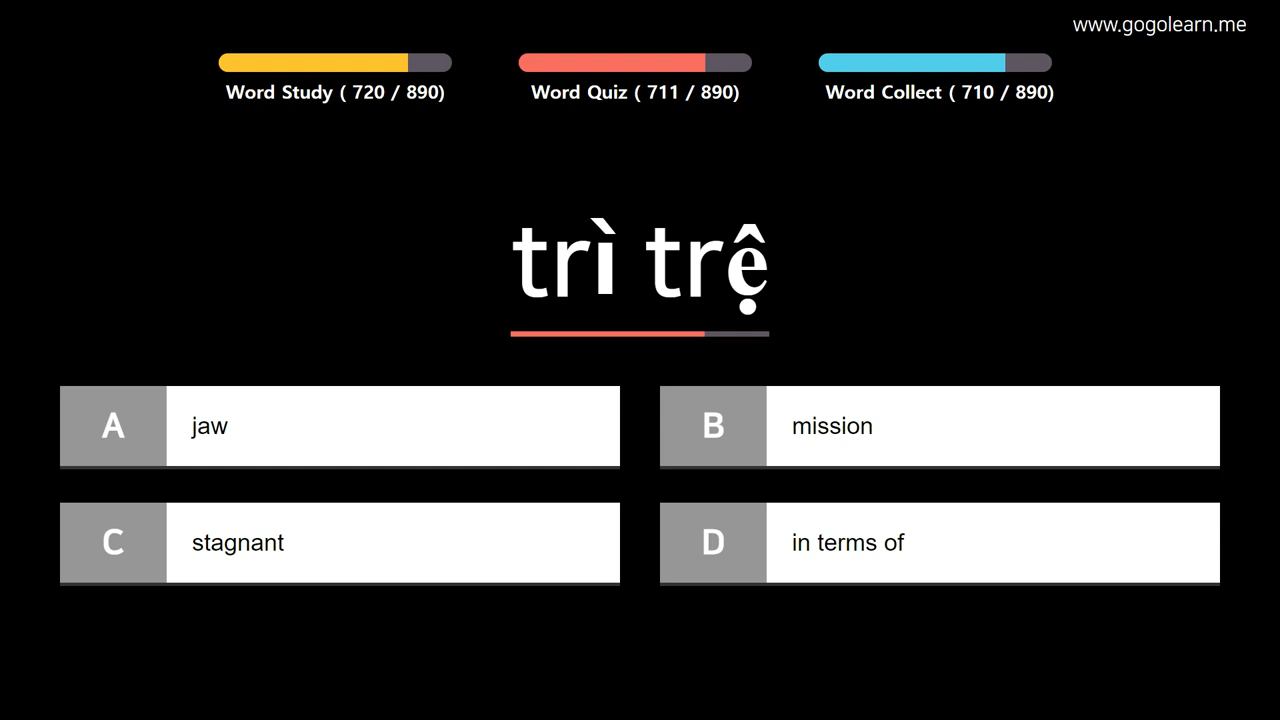 www.gogolearn.me
Word Study ( 720 / 890)
Word Quiz ( 711 / 890)
Word Collect ( 710 / 890)
trì trệ
A jaw
B mission
C stagnant
D in terms of